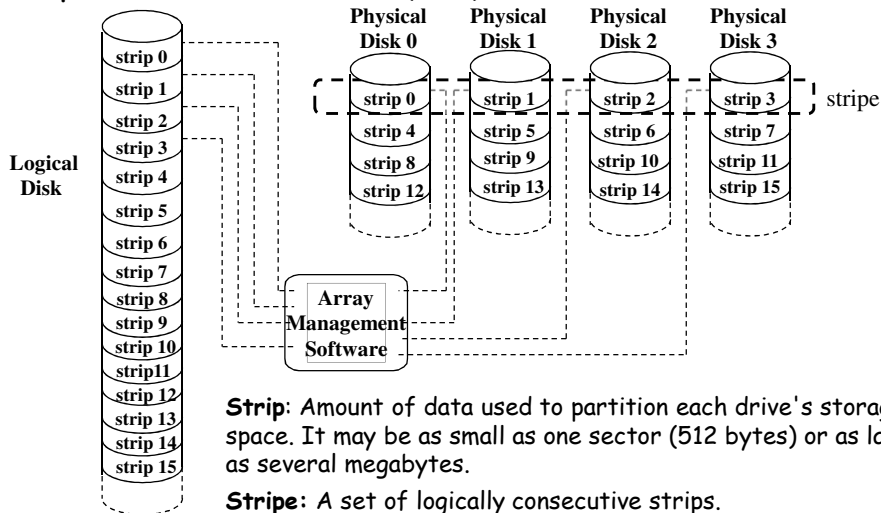 Physical Disk 0
Physical Disk 1
Physical Disk 2
Physical Disk 3
strip 0
strip 1
strip 2
strip 3
stripe
strip 4
strip 5
strip 6
strip 7
strip 8
strip 9
strip 10
strip 11
strip 12
strip 13
strip 14
strip 15
Logical
Disk
strip 0
strip 1
strip 2
strip 3
strip 4
strip 5
strip 6
strip 7
strip 8
strip 9
strip 10
strip11
strip 12
strip 13
strip 14
strip 15
Array
Management
Software
Strip: Amount of data used to partition each drive's
space. It may be as small as one sector (512 bytes) or as
as several megabytes.
Stripe: A set of logically consecutive strips.